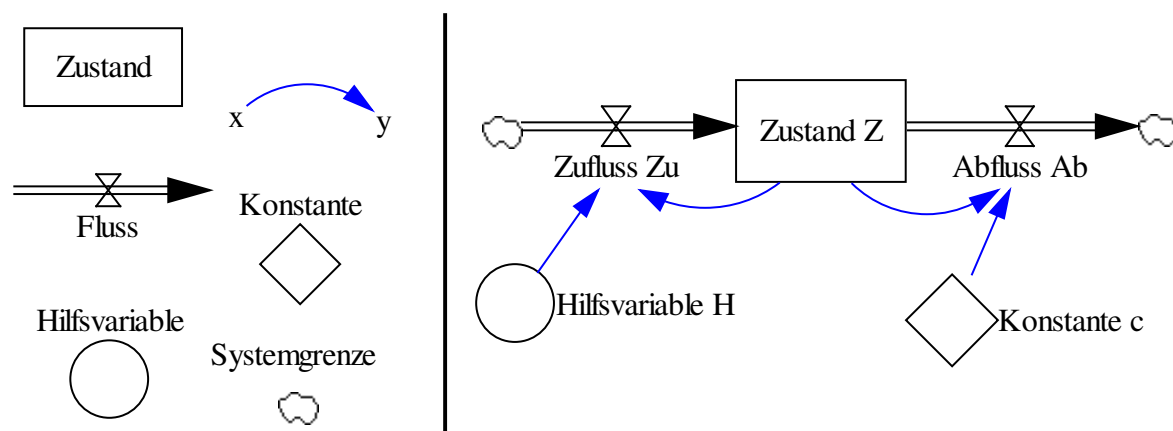 Zustand
x
y
Fluss
Konstante
Hilfsvariable
Systemgrenze
Zustand Z
Zufluss Zu
Abfluss Ab
Hilfsvariable H
Konstante c